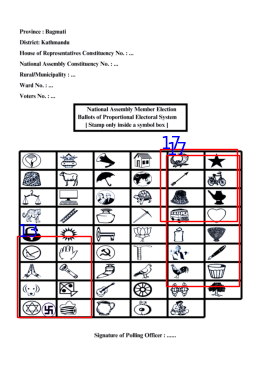 Province : Bagmati
District: Kathmandu
House of Representatives Constituency No. : ...
National Assembly Constituency No. : ...
Rural/Municipality : ...
Ward No. : ...
Voters No. : ...
National Assembly Member Election
Ballots of Proportional Electoral System
[ Stamp only inside a symbol box ]
17
17
Signature of Polling Officer : ......